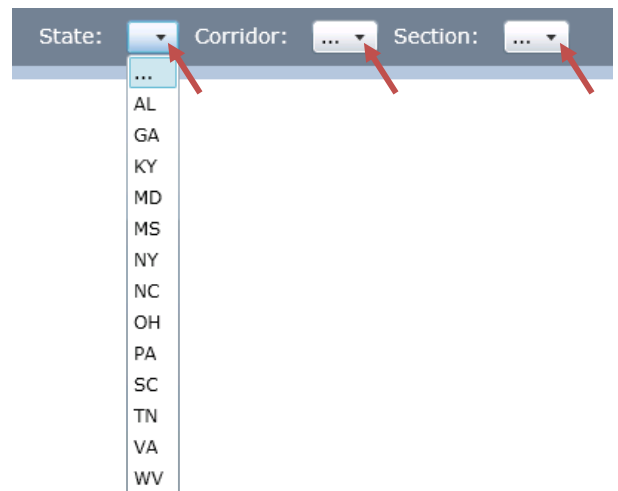 State: Corridor: ... Section: ...
...
AL
GA
KY
MD
MS
NY
NC
OH
PA
SC
TN
VA
WV